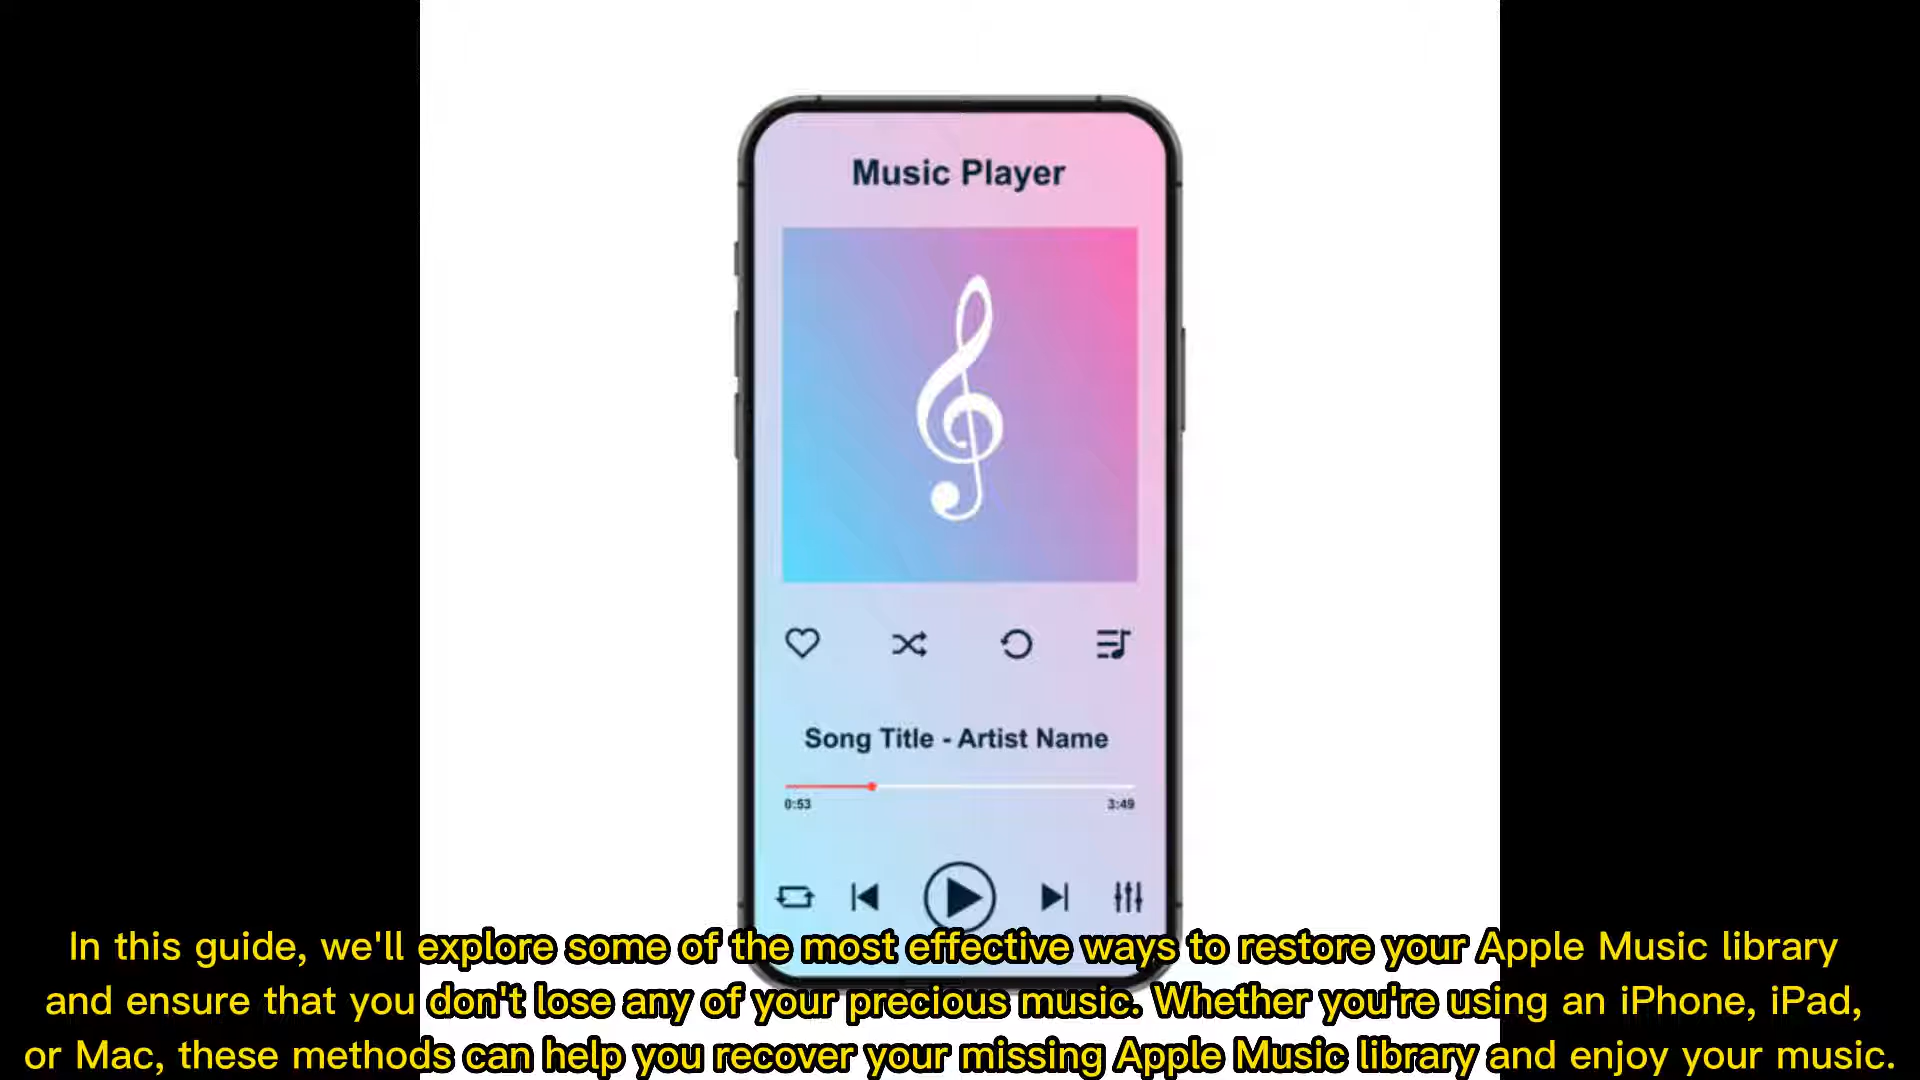 Music Player
Song Title - Artist Name
0:53 3:49
In this guide, we'll explore some of the most effective ways to restore your Apple Music library
and ensure that you don't lose any of your precious music. Whether you're using an iPhone, iPad,
or Mac, these methods can help you recover your missing Apple Music library and enjoy your music.